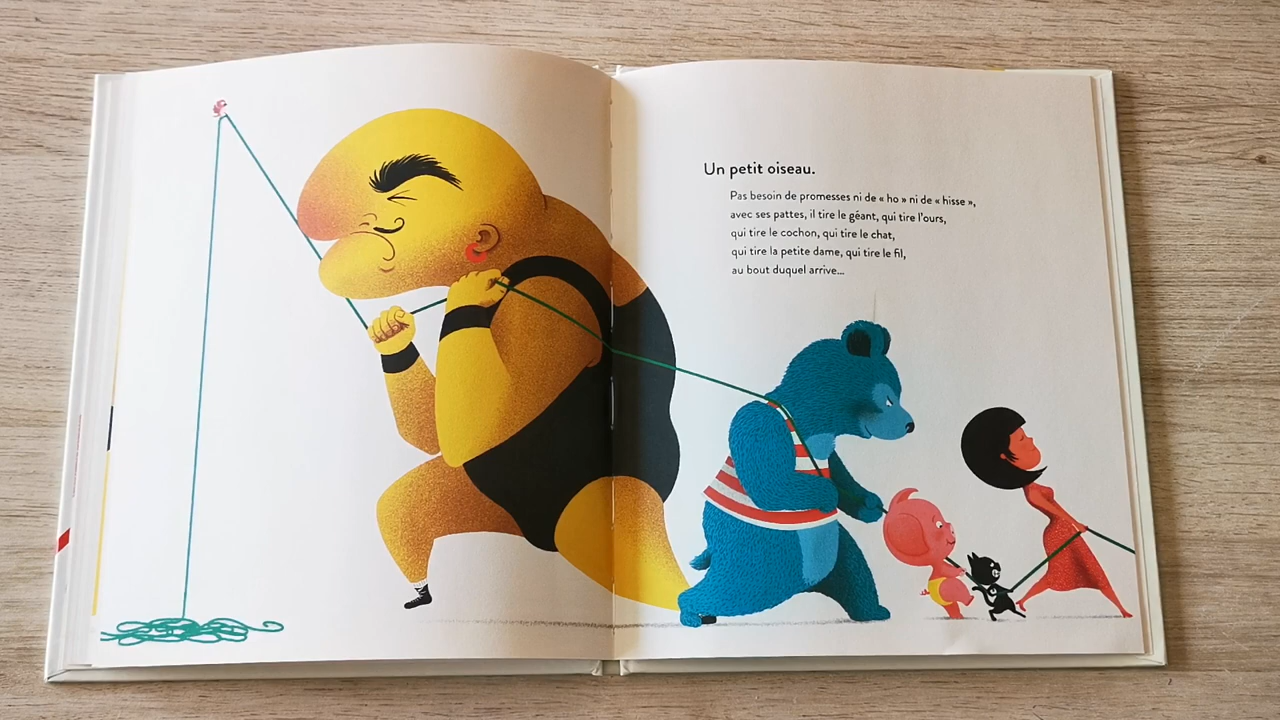 Un petit oiseau.
Pas besoin de promesses ni de « ho » ni de « hisse »,
avec ses pattes, il tire le géant, qui tire l'ours,
qui tire le cochon, qui tire le chat,
qui tire la petite dame, qui tire le fil,
au bout duquel arrive...